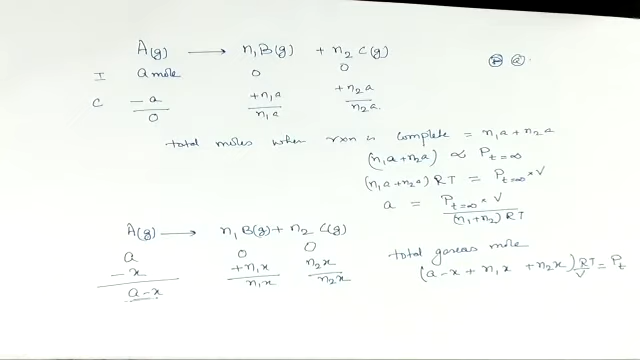 A(g) → n₁B(g) + n₂ C(g)
I a mole 0 0
C −a +n₁a +n₂a
0 n₁a n₂a
total moles when rxn is complete = n₁a + n₂a
(n₁a + n₂a) ∝ P_t=∞
(n₁a + n₂a) RT = P_t=∞ × V
a = P_t=∞ × V / (n₁+n₂) RT
A(g) → n₁B(g) + n₂ C(g)
a 0 0
−x +n₁x n₂x
a−x n₁x n₂x
total gaseas mole
(a−x + n₁x + n₂x) RT/V = P_t